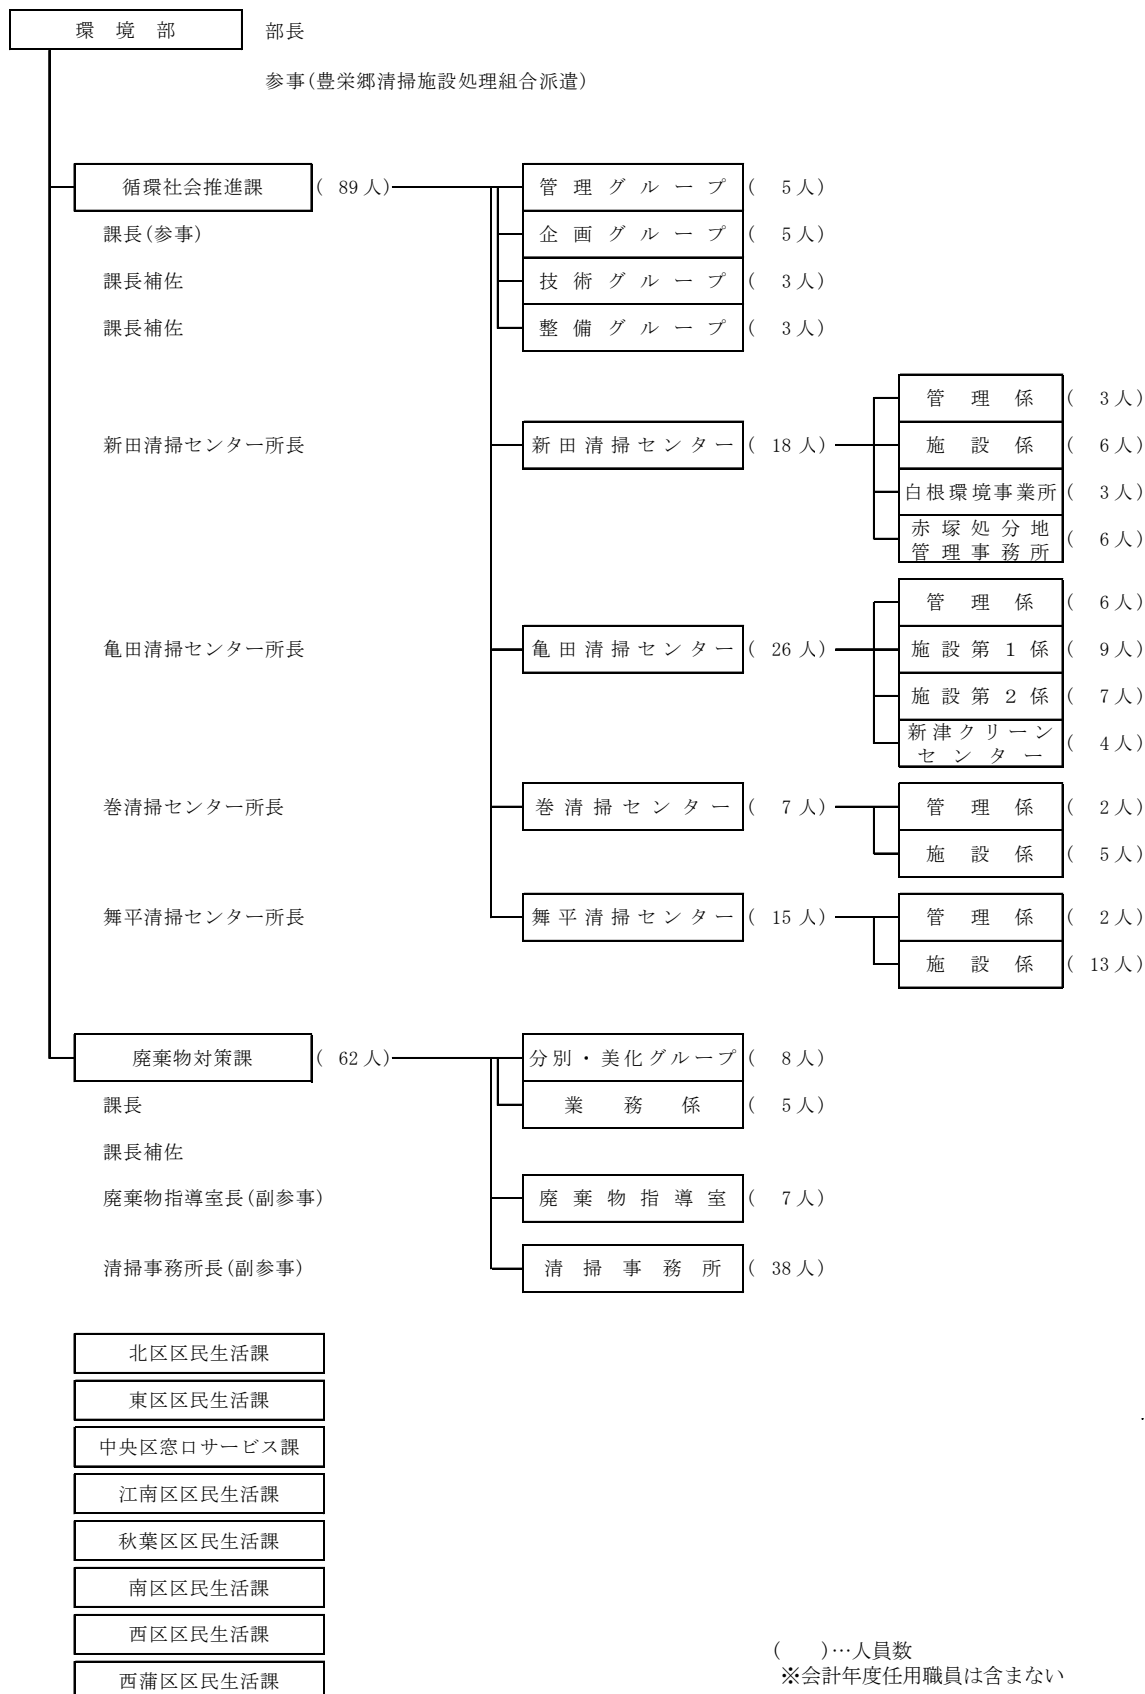 環境部 部長
参事(豊栄郷清掃施設処理組合派遣)
循環社会推進課 ( 89人) 管理グループ ( 5人)
課長(参事) 企画グループ ( 5人)
課長補佐 技術グループ ( 3人)
課長補佐 整備グループ ( 3人)
管理係 ( 3人)
新田清掃センター所長 新田清掃センター ( 18人) 施設係 ( 6人)
白根環境事業所 ( 3人)
赤塚処分地
管理事務所 ( 6人)
管理係 ( 6人)
亀田清掃センター所長 亀田清掃センター ( 26人) 施設第1係 ( 9人)
施設第2係 ( 7人)
新津クリーン
センター ( 4人)
巻清掃センター所長 巻清掃センター ( 7人) 管理係 ( 2人)
施設係 ( 5人)
舞平清掃センター所長 舞平清掃センター ( 15人) 管理係 ( 2人)
施設係 ( 13人)
廃棄物対策課 ( 62人) 分別・美化グループ ( 8人)
課長 業務係 ( 5人)
課長補佐
廃棄物指導室長(副参事) 廃棄物指導室 ( 7人)
清掃事務所長(副参事) 清掃事務所 ( 38人)
北区区民生活課
東区区民生活課
中央区窓口サービス課
江南区区民生活課
秋葉区区民生活課
南区区民生活課
西区区民生活課
西蒲区区民生活課
( )…人員数
※会計年度任用職員は含まない